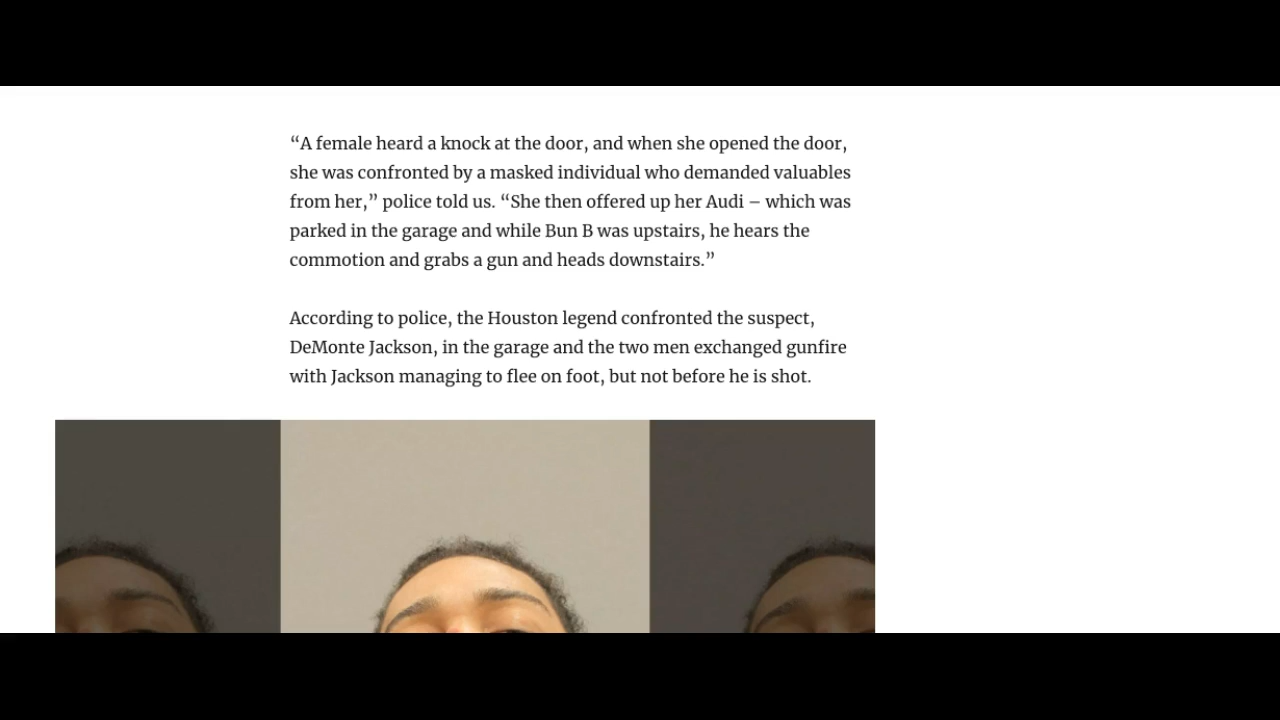 “A female heard a knock at the door, and when she opened the door,
she was confronted by a masked individual who demanded valuables
from her,” police told us. “She then offered up her Audi – which was
parked in the garage and while Bun B was upstairs, he hears the
commotion and grabs a gun and heads downstairs.”
According to police, the Houston legend confronted the suspect,
DeMonte Jackson, in the garage and the two men exchanged gunfire
with Jackson managing to flee on foot, but not before he is shot.